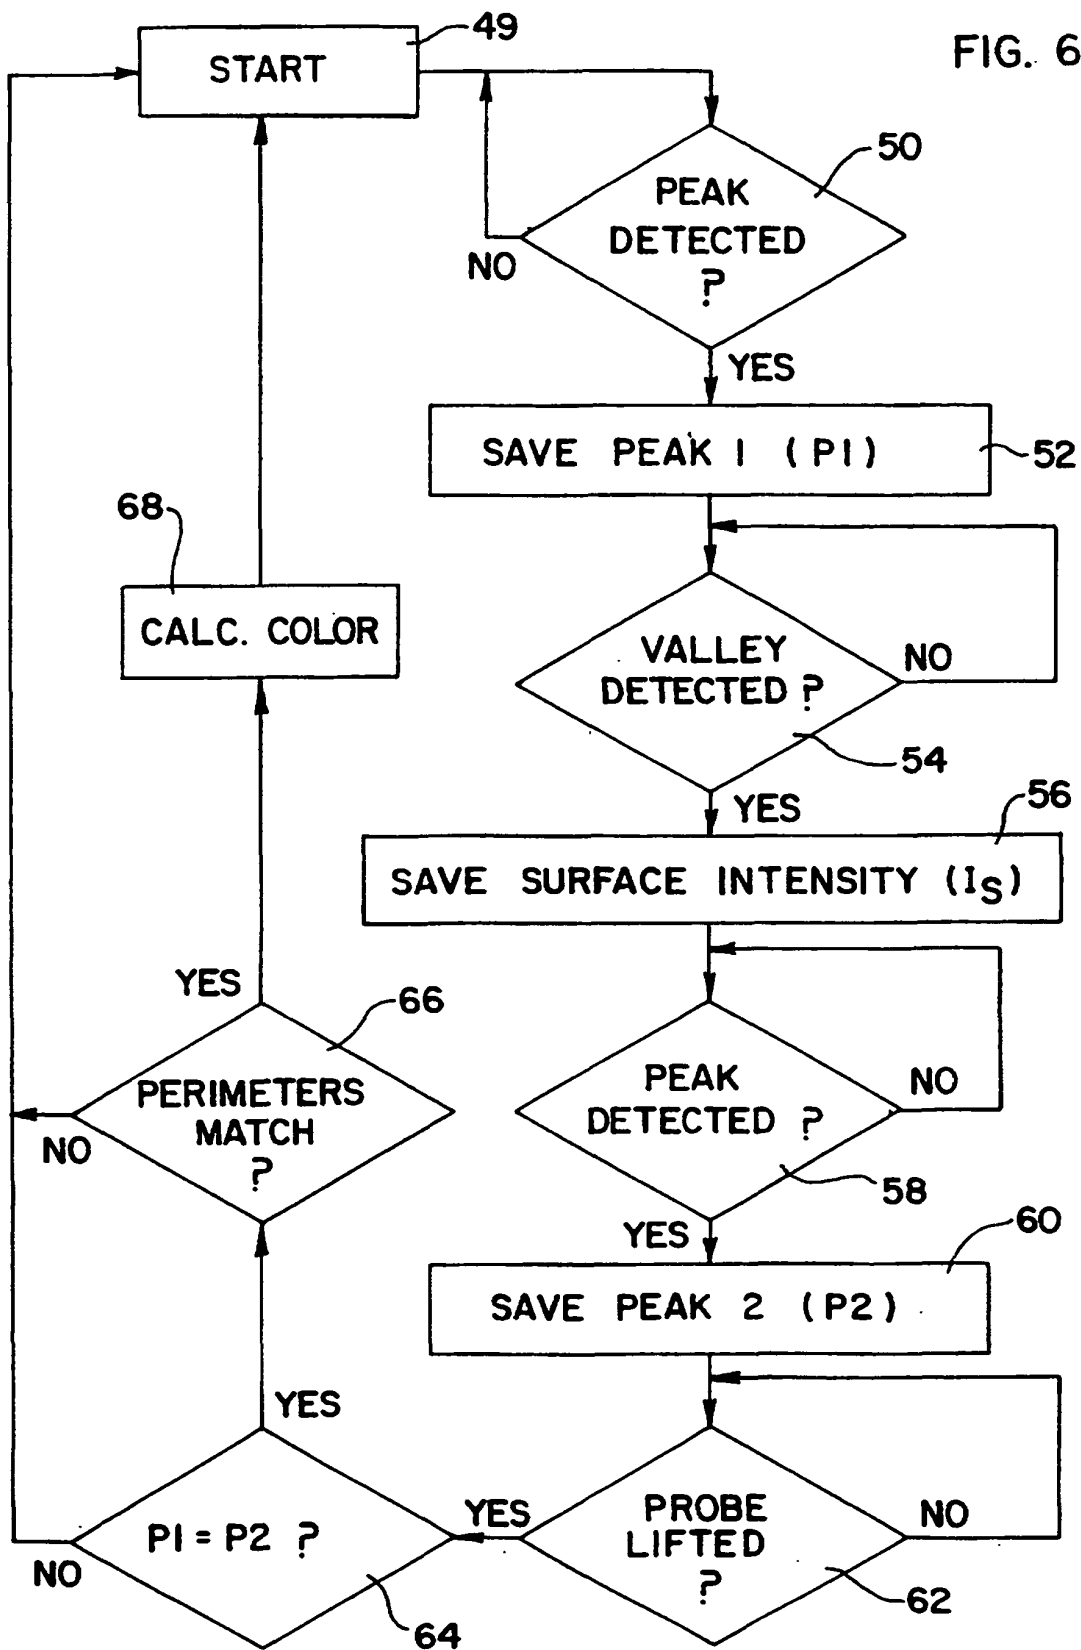 FIG. 6
START
49
PEAK
DETECTED
?
50
NO
YES
SAVE PEAK 1 (P1)
52
VALLEY
DETECTED ?
NO
54
YES
SAVE SURFACE INTENSITY (IS)
56
PEAK
DETECTED ?
NO
58
YES
SAVE PEAK 2 (P2)
60
PROBE
LIFTED
?
NO
62
YES
P1 = P2 ?
64
NO
YES
PERIMETERS
MATCH
?
66
NO
YES
CALC. COLOR
68